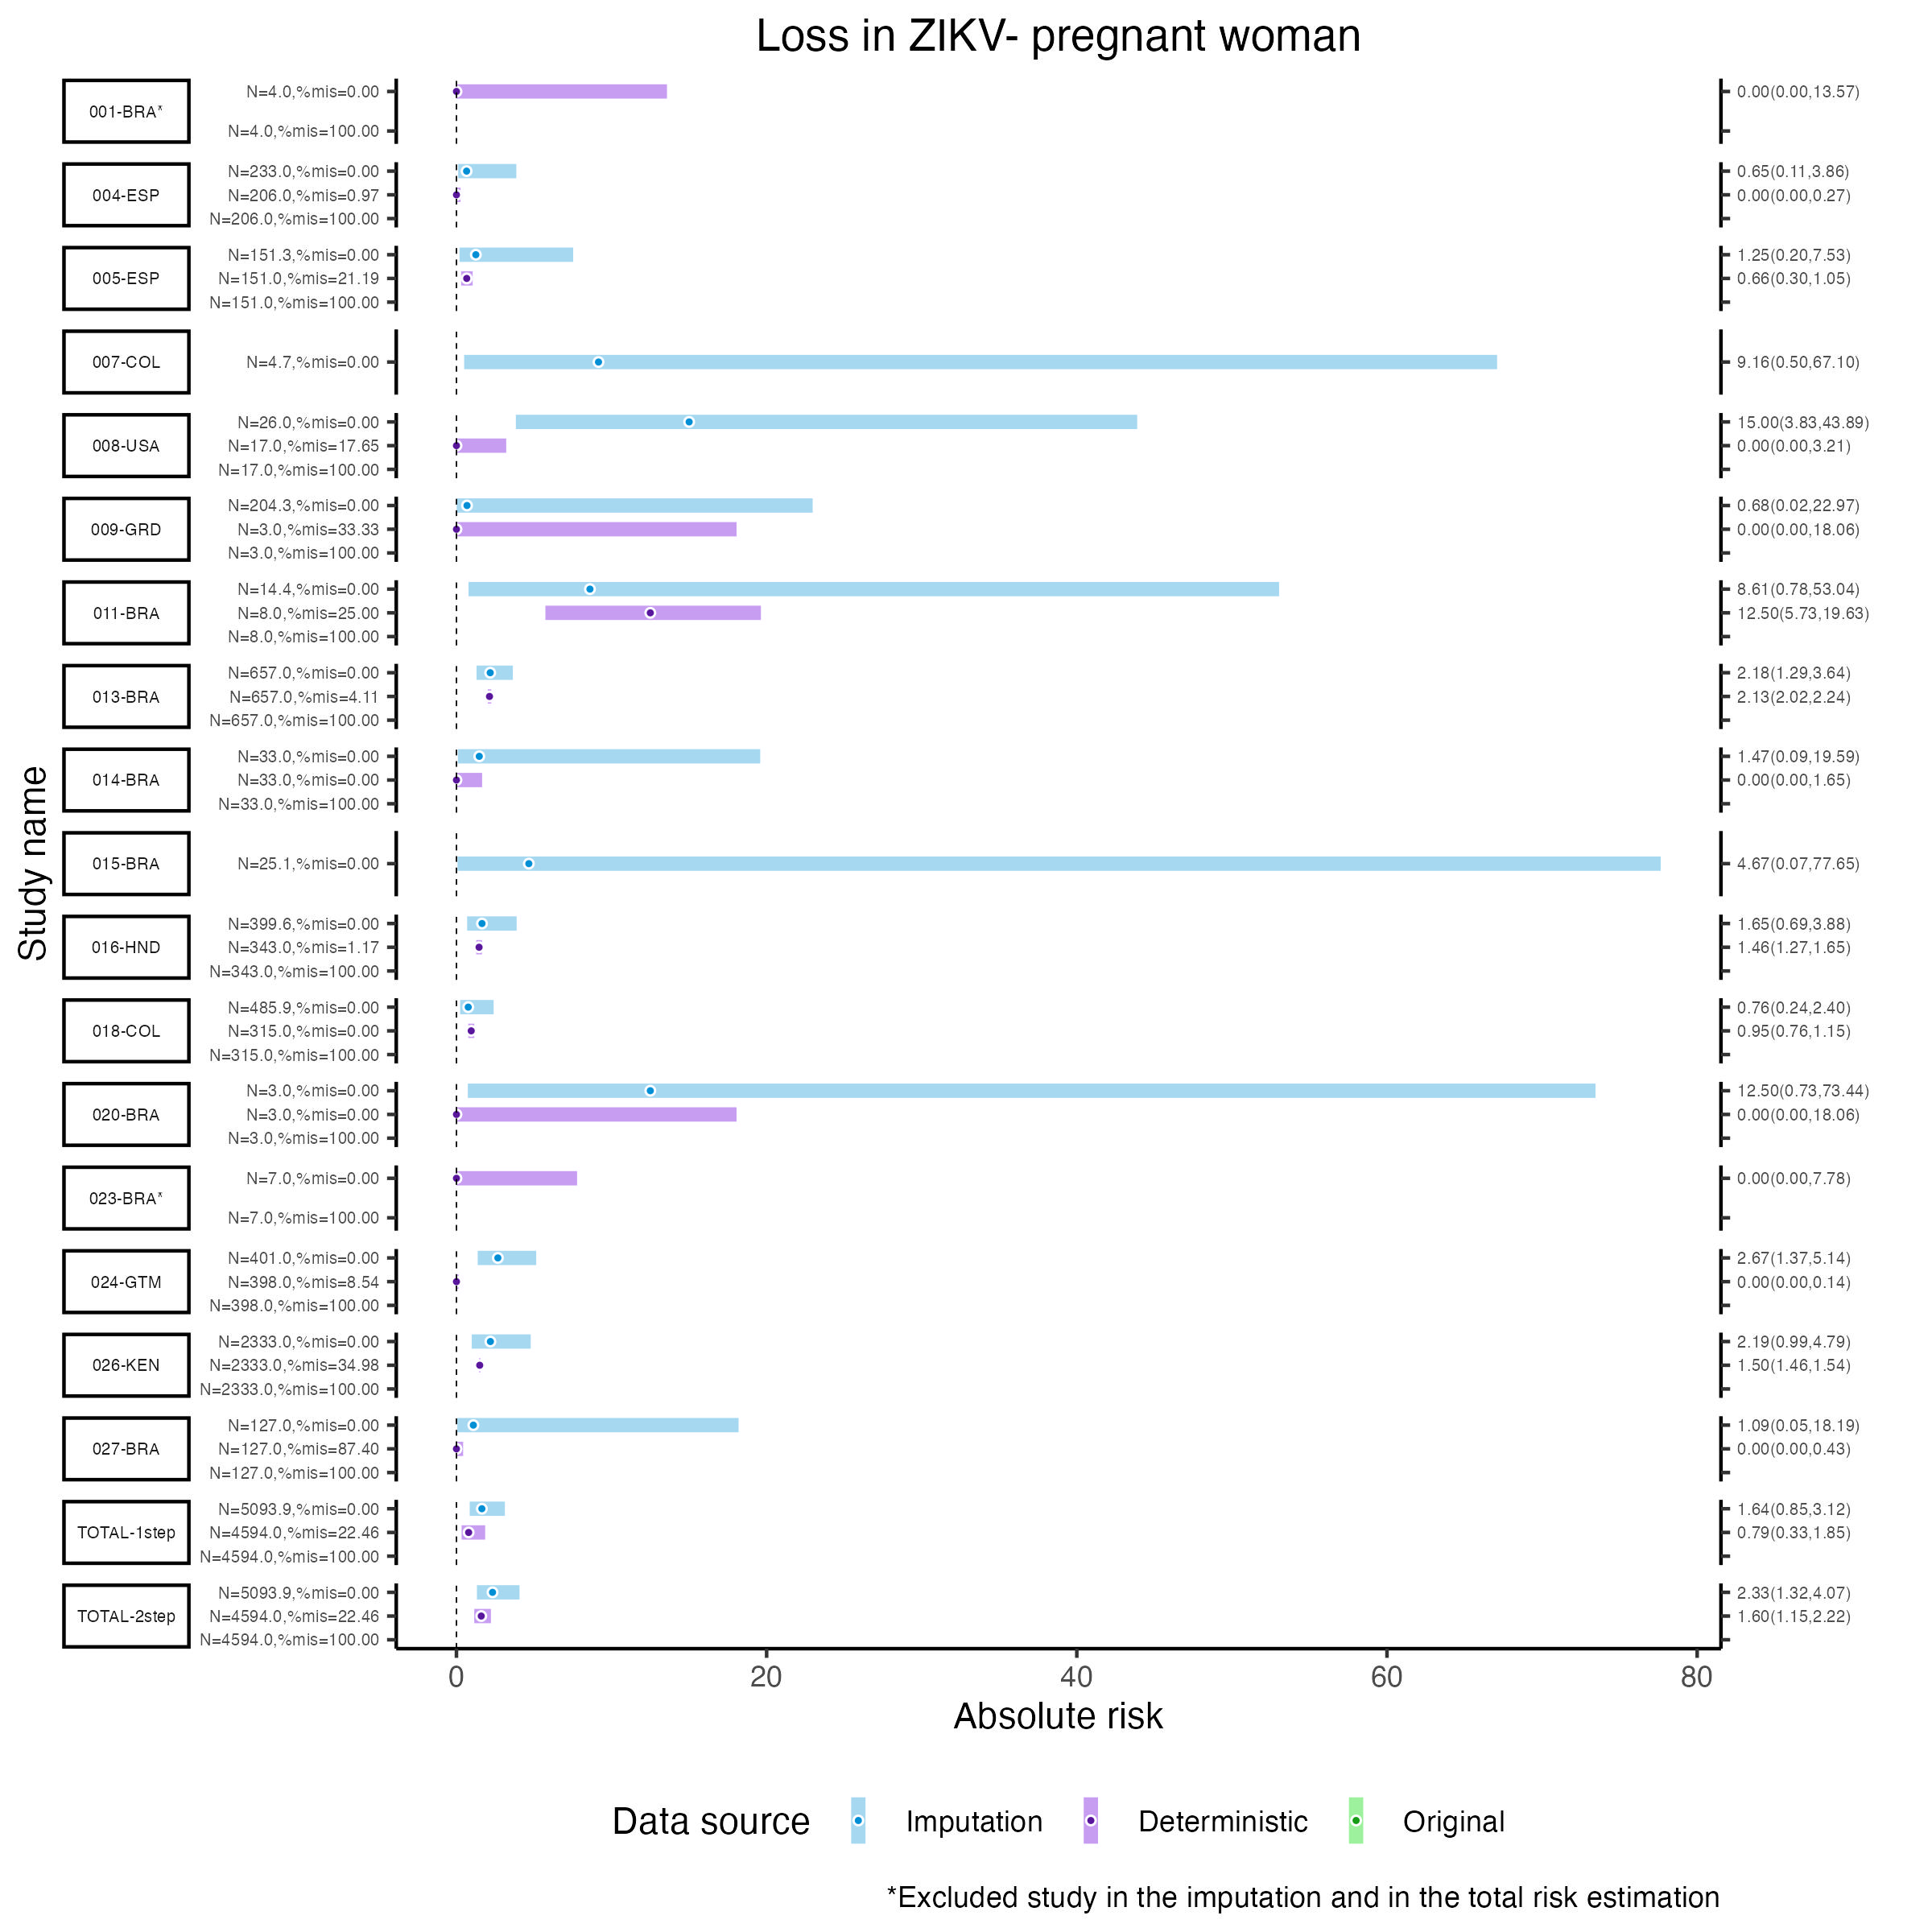 Loss in ZIKV- pregnant woman
Study name
001-BRA*
N=4.0,%mis=0.00 0.00(0.00,13.57)
N=4.0,%mis=100.00
004-ESP
N=233.0,%mis=0.00 0.65(0.11,3.86)
N=206.0,%mis=0.97 0.00(0.00,0.27)
N=206.0,%mis=100.00
005-ESP
N=151.3,%mis=0.00 1.25(0.20,7.53)
N=151.0,%mis=21.19 0.66(0.30,1.05)
N=151.0,%mis=100.00
007-COL
N=4.7,%mis=0.00 9.16(0.50,67.10)
008-USA
N=26.0,%mis=0.00 15.00(3.83,43.89)
N=17.0,%mis=17.65 0.00(0.00,3.21)
N=17.0,%mis=100.00
009-GRD
N=204.3,%mis=0.00 0.68(0.02,22.97)
N=3.0,%mis=33.33 0.00(0.00,18.06)
N=3.0,%mis=100.00
011-BRA
N=14.4,%mis=0.00 8.61(0.78,53.04)
N=8.0,%mis=25.00 12.50(5.73,19.63)
N=8.0,%mis=100.00
013-BRA
N=657.0,%mis=0.00 2.18(1.29,3.64)
N=657.0,%mis=4.11 2.13(2.02,2.24)
N=657.0,%mis=100.00
014-BRA
N=33.0,%mis=0.00 1.47(0.09,19.59)
N=33.0,%mis=0.00 0.00(0.00,1.65)
N=33.0,%mis=100.00
015-BRA
N=25.1,%mis=0.00 4.67(0.07,77.65)
016-HND
N=399.6,%mis=0.00 1.65(0.69,3.88)
N=343.0,%mis=1.17 1.46(1.27,1.65)
N=343.0,%mis=100.00
018-COL
N=485.9,%mis=0.00 0.76(0.24,2.40)
N=315.0,%mis=0.00 0.95(0.76,1.15)
N=315.0,%mis=100.00
020-BRA
N=3.0,%mis=0.00 12.50(0.73,73.44)
N=3.0,%mis=0.00 0.00(0.00,18.06)
N=3.0,%mis=100.00
023-BRA*
N=7.0,%mis=0.00 0.00(0.00,7.78)
N=7.0,%mis=100.00
024-GTM
N=401.0,%mis=0.00 2.67(1.37,5.14)
N=398.0,%mis=8.54 0.00(0.00,0.14)
N=398.0,%mis=100.00
026-KEN
N=2333.0,%mis=0.00 2.19(0.99,4.79)
N=2333.0,%mis=34.98 1.50(1.46,1.54)
N=2333.0,%mis=100.00
027-BRA
N=127.0,%mis=0.00 1.09(0.05,18.19)
N=127.0,%mis=87.40 0.00(0.00,0.43)
N=127.0,%mis=100.00
TOTAL-1step
N=5093.9,%mis=0.00 1.64(0.85,3.12)
N=4594.0,%mis=22.46 0.79(0.33,1.85)
N=4594.0,%mis=100.00
TOTAL-2step
N=5093.9,%mis=0.00 2.33(1.32,4.07)
N=4594.0,%mis=22.46 1.60(1.15,2.22)
N=4594.0,%mis=100.00
0 20 40 60 80
Absolute risk
Data source Imputation Deterministic Original
*Excluded study in the imputation and in the total risk estimation